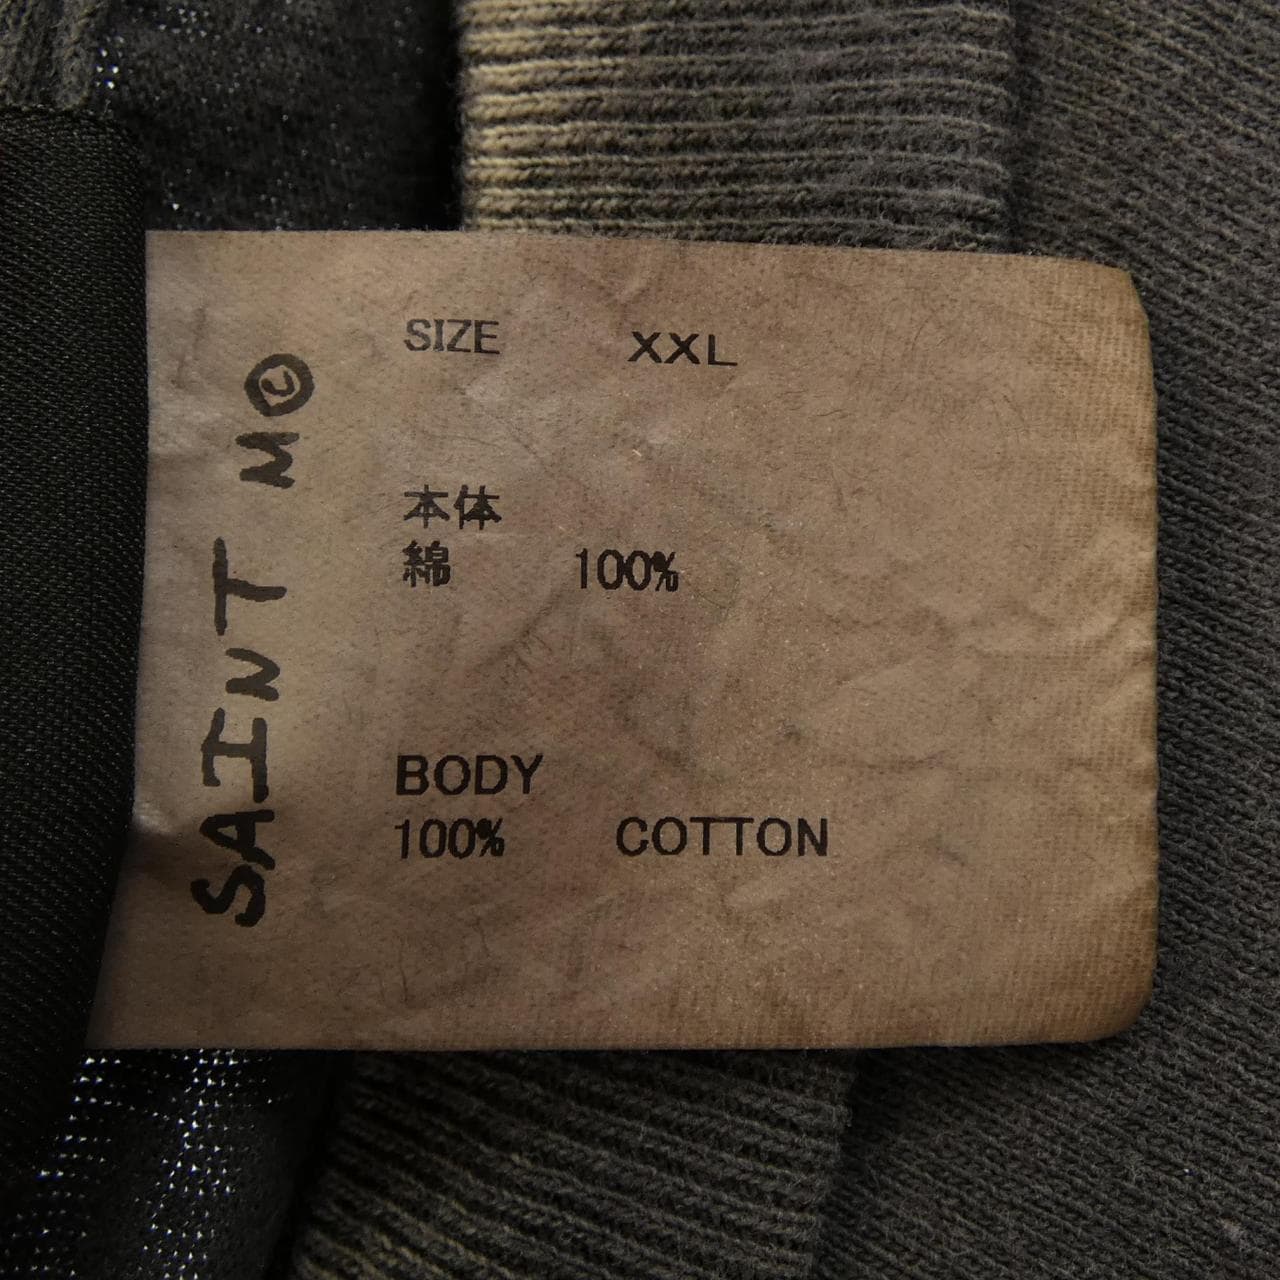 SAINT M©
SIZE XXL
本体
綿 100%
BODY
100% COTTON